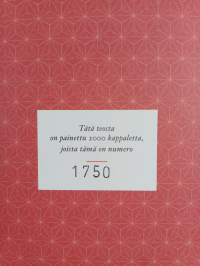 Tätä teosta
on painettu 2000 kappaletta,
joista tämä on numero
1750